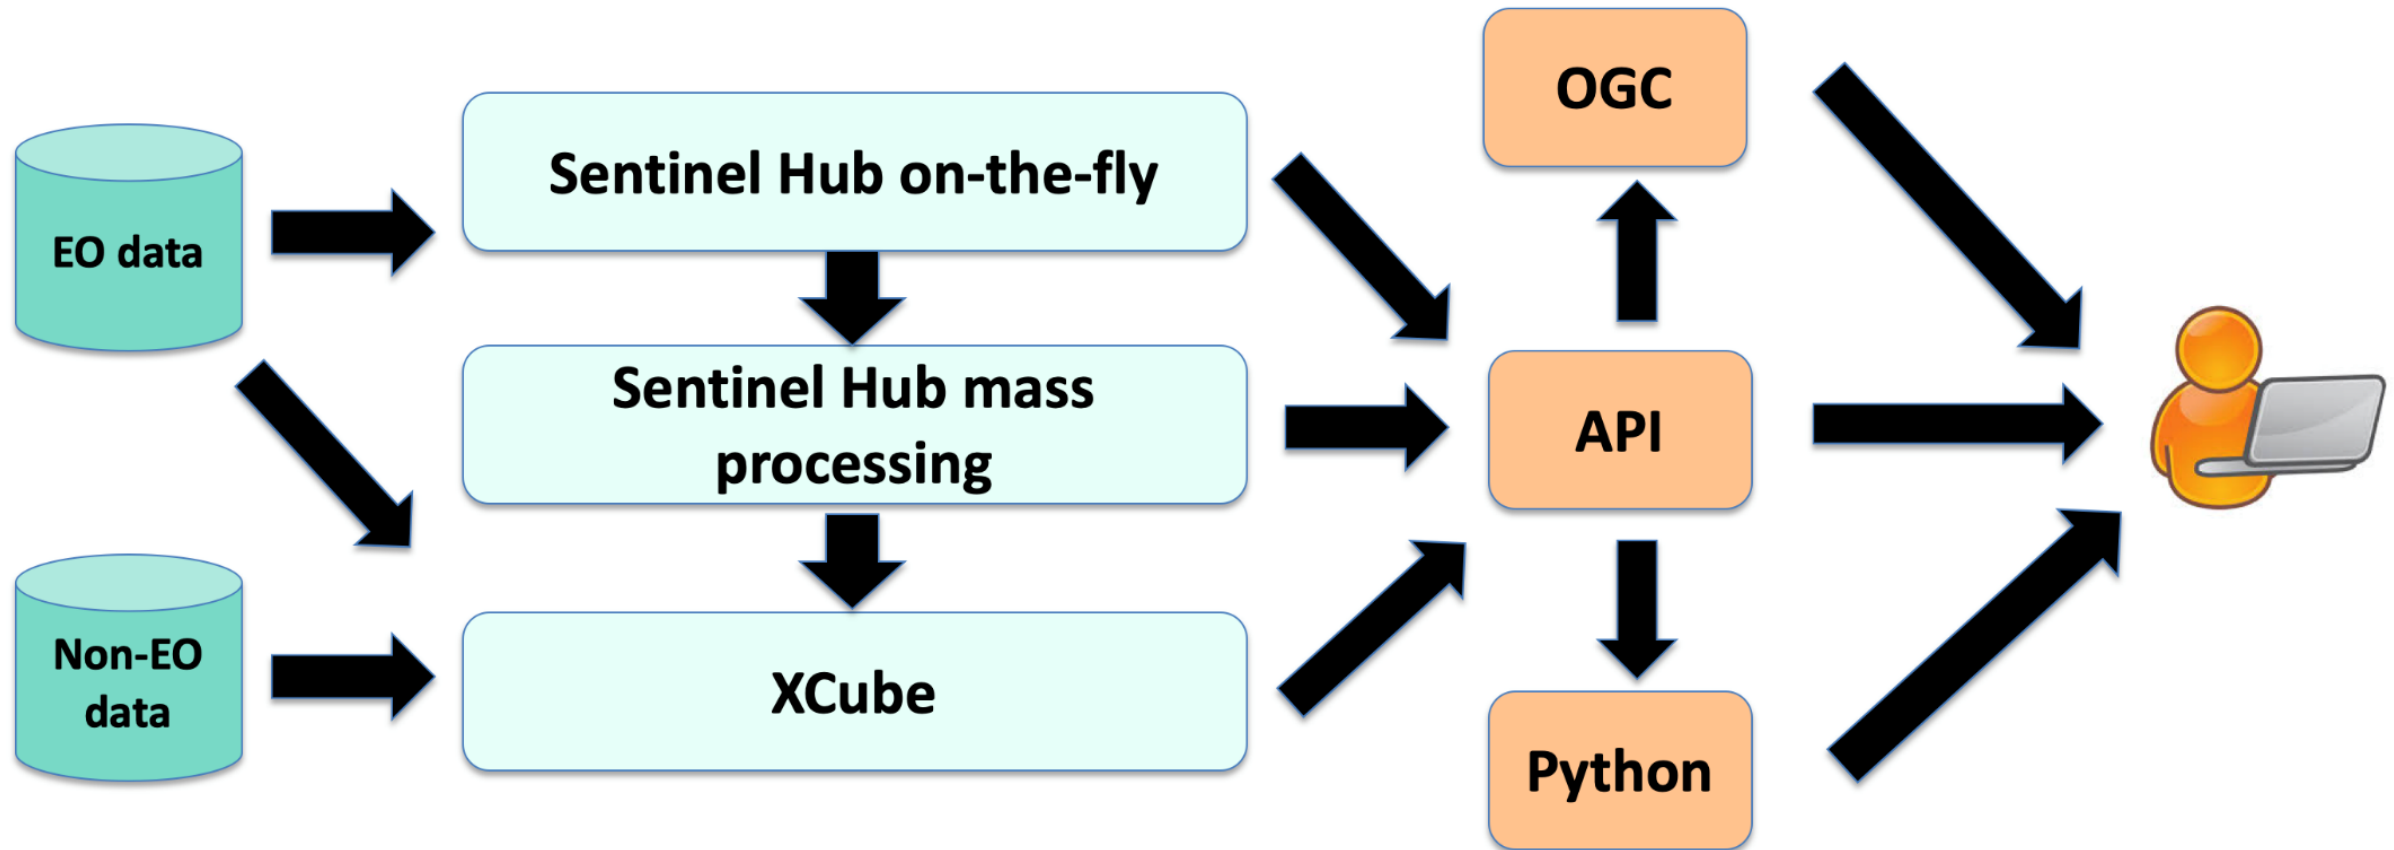 OGC
Sentinel Hub on-the-fly
EO data
Sentinel Hub mass
processing
API
Non-EO
data
XCube
Python